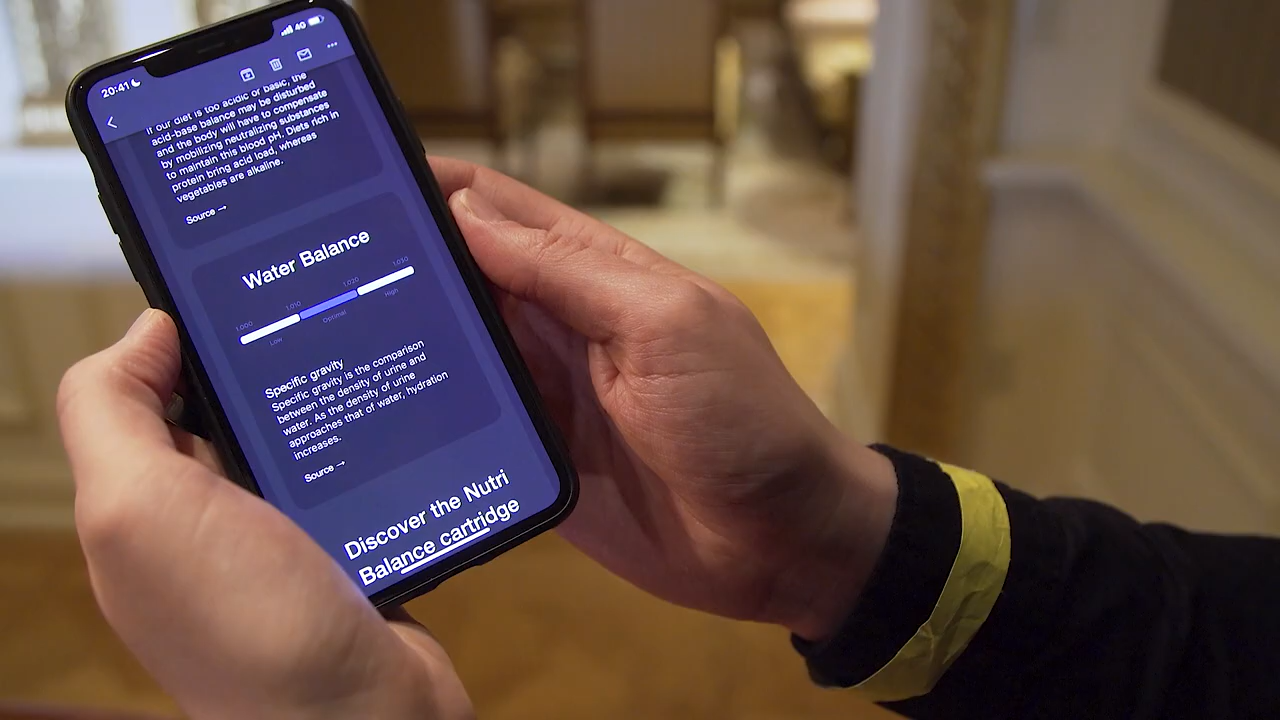 20:41
4G
If our diet is too acidic or basic, the
acid-base balance may be disturbed
and the body will have to compensate
by mobilizing neutralizing substances
to maintain this blood pH. Diets rich in
protein bring acid load, whereas
vegetables are alkaline.
Source →
Water Balance
1.000 1.010 1.020 1.030
Low Optimal High
Specific gravity
Specific gravity is the comparison
between the density of urine and
water. As the density of urine
approaches that of water, hydration
increases.
Source →
Discover the Nutri
Balance cartridge